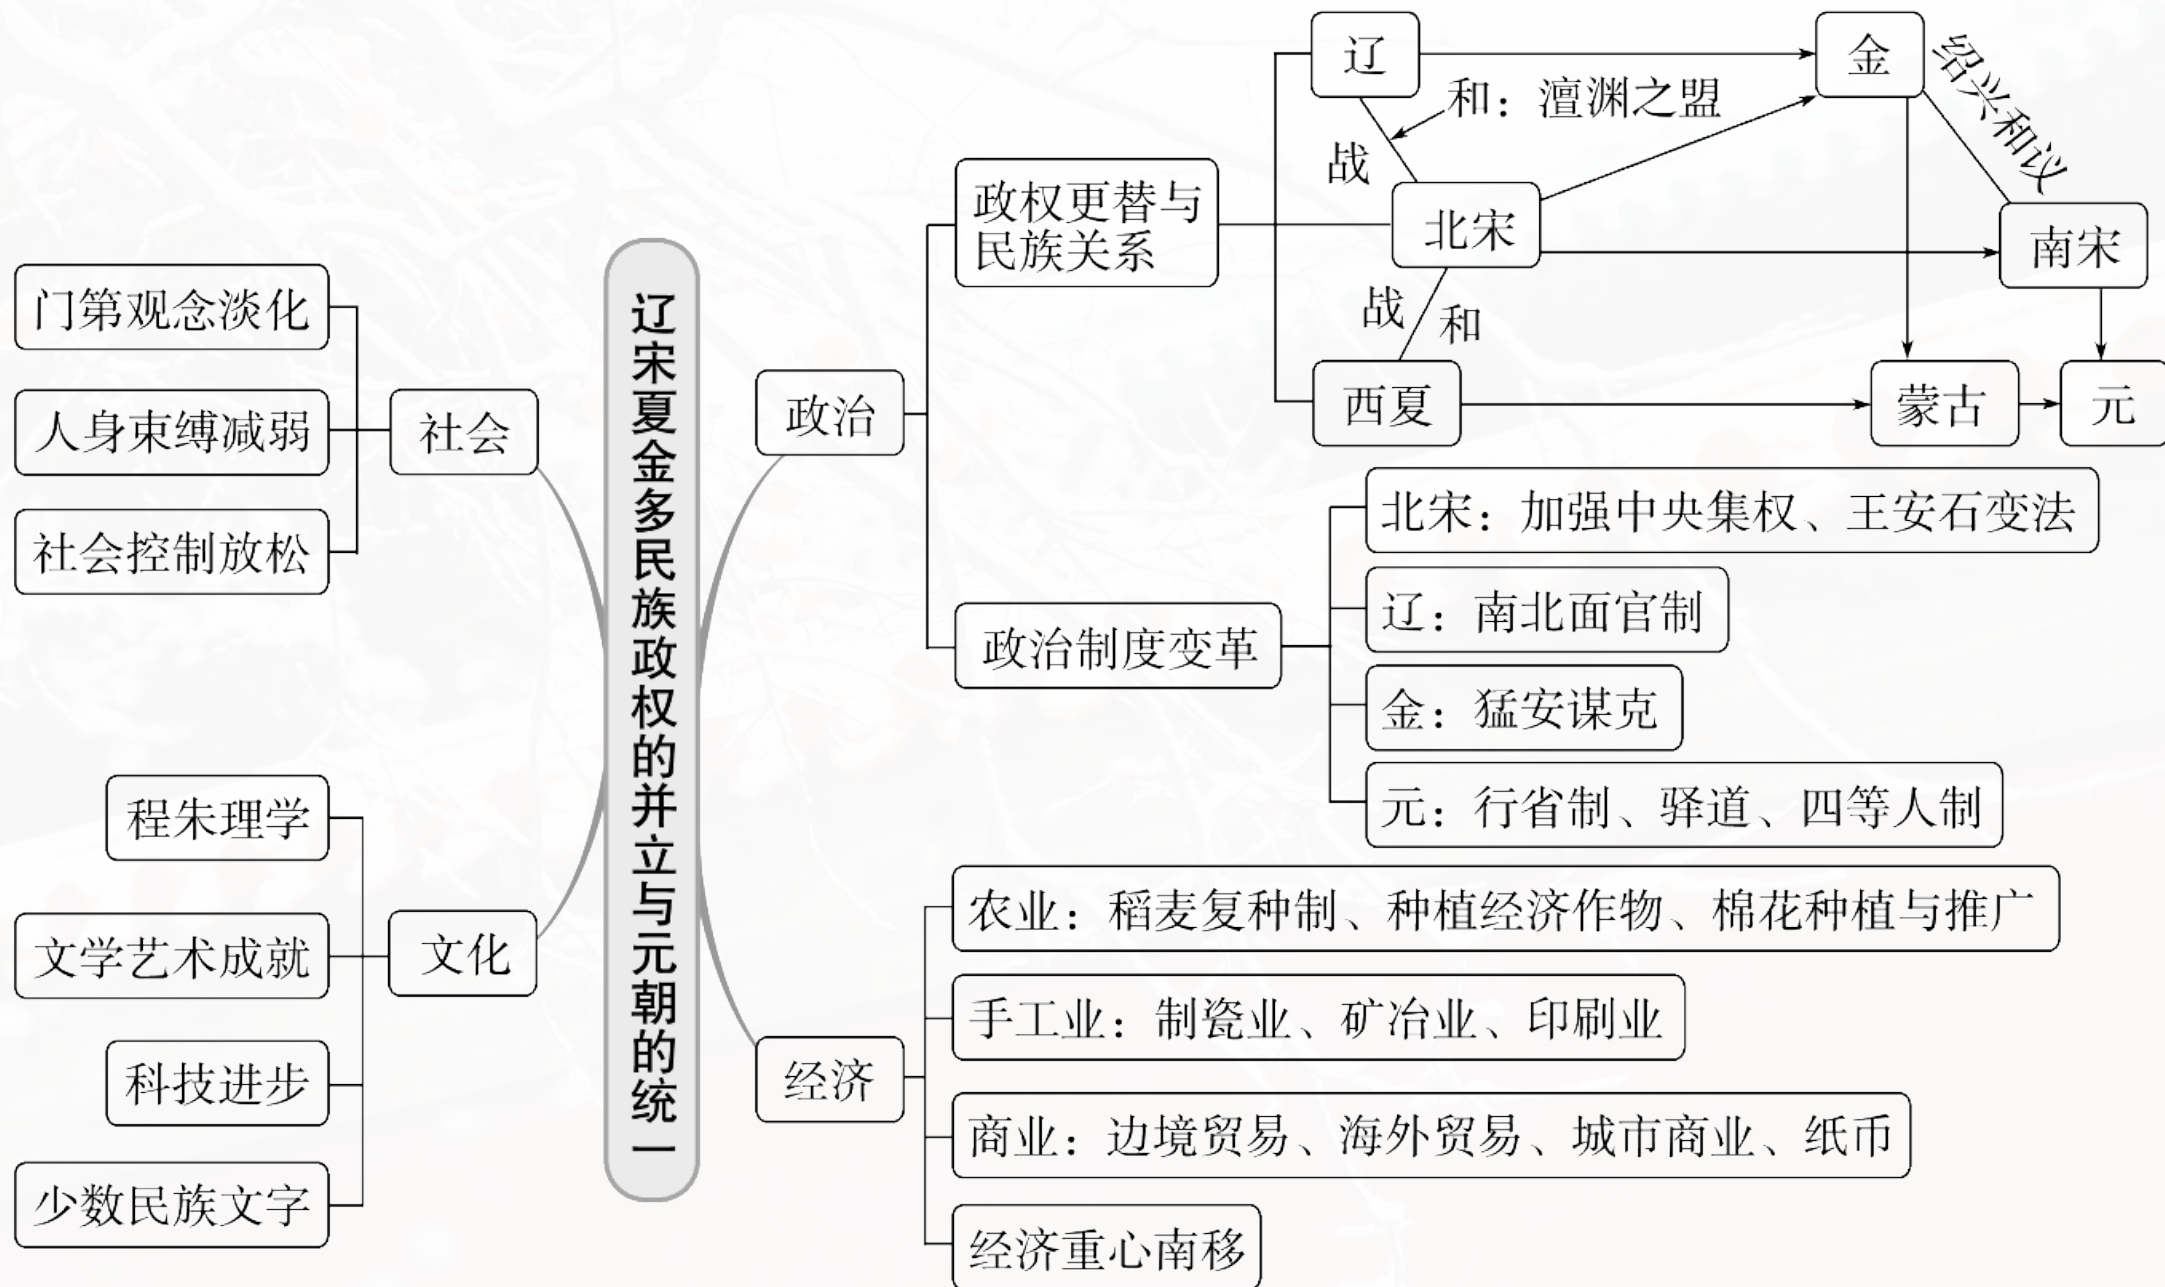 辽宋夏金多民族政权的并立与元朝的统一
政治
政权更替与
民族关系
辽
金
和：澶渊之盟
绍兴和议
战
北宋
南宋
战
和
西夏
蒙古
元
政治制度变革
北宋：加强中央集权、王安石变法
辽：南北面官制
金：猛安谋克
元：行省制、驿道、四等人制
经济
农业：稻麦复种制、种植经济作物、棉花种植与推广
手工业：制瓷业、矿冶业、印刷业
商业：边境贸易、海外贸易、城市商业、纸币
经济重心南移
社会
门第观念淡化
人身束缚减弱
社会控制放松
文化
程朱理学
文学艺术成就
科技进步
少数民族文字